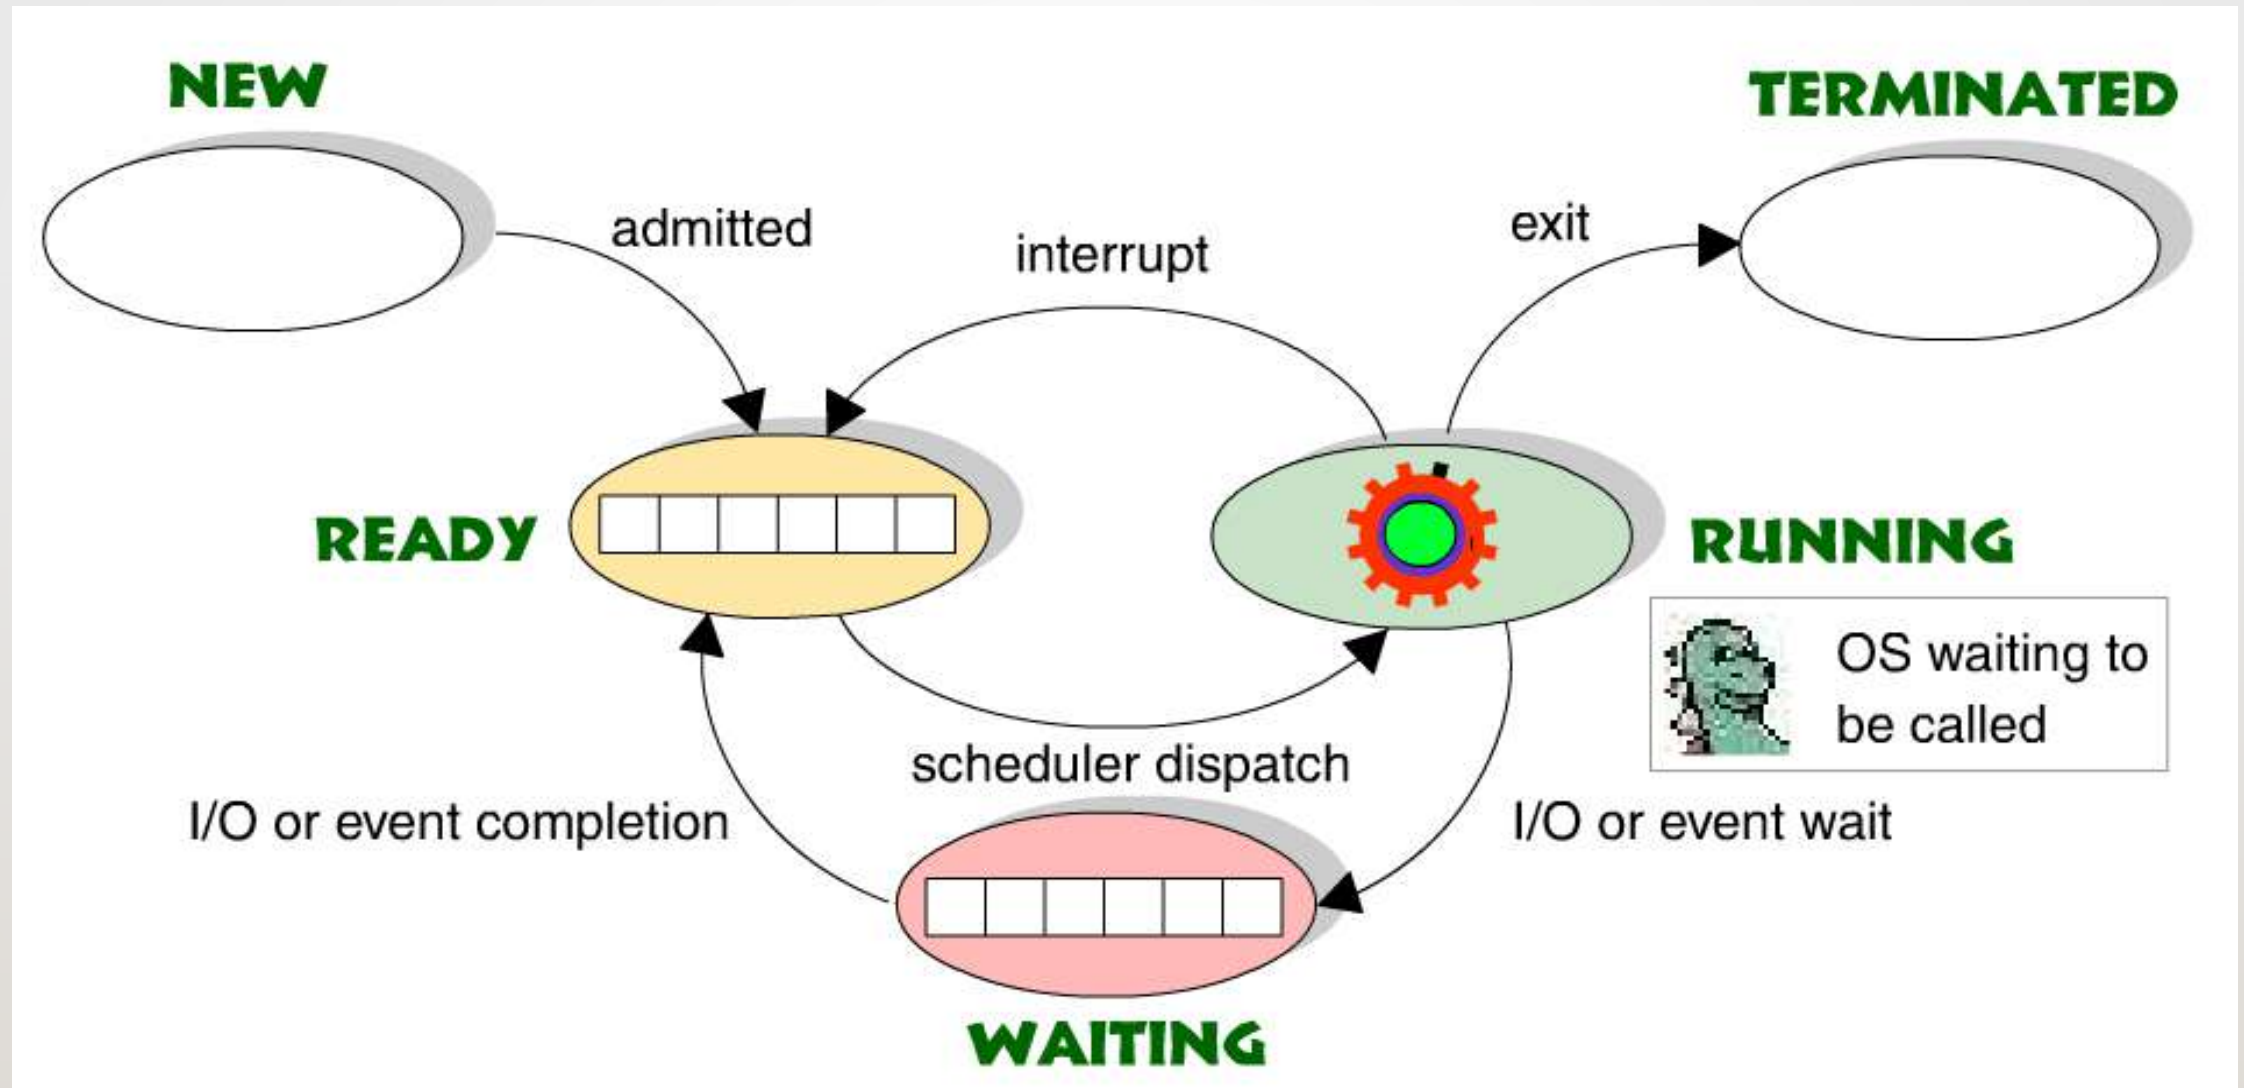 NEW
TERMINATED
admitted
interrupt
exit
READY
RUNNING
OS waiting to
be called
scheduler dispatch
I/O or event completion
I/O or event wait
WAITING